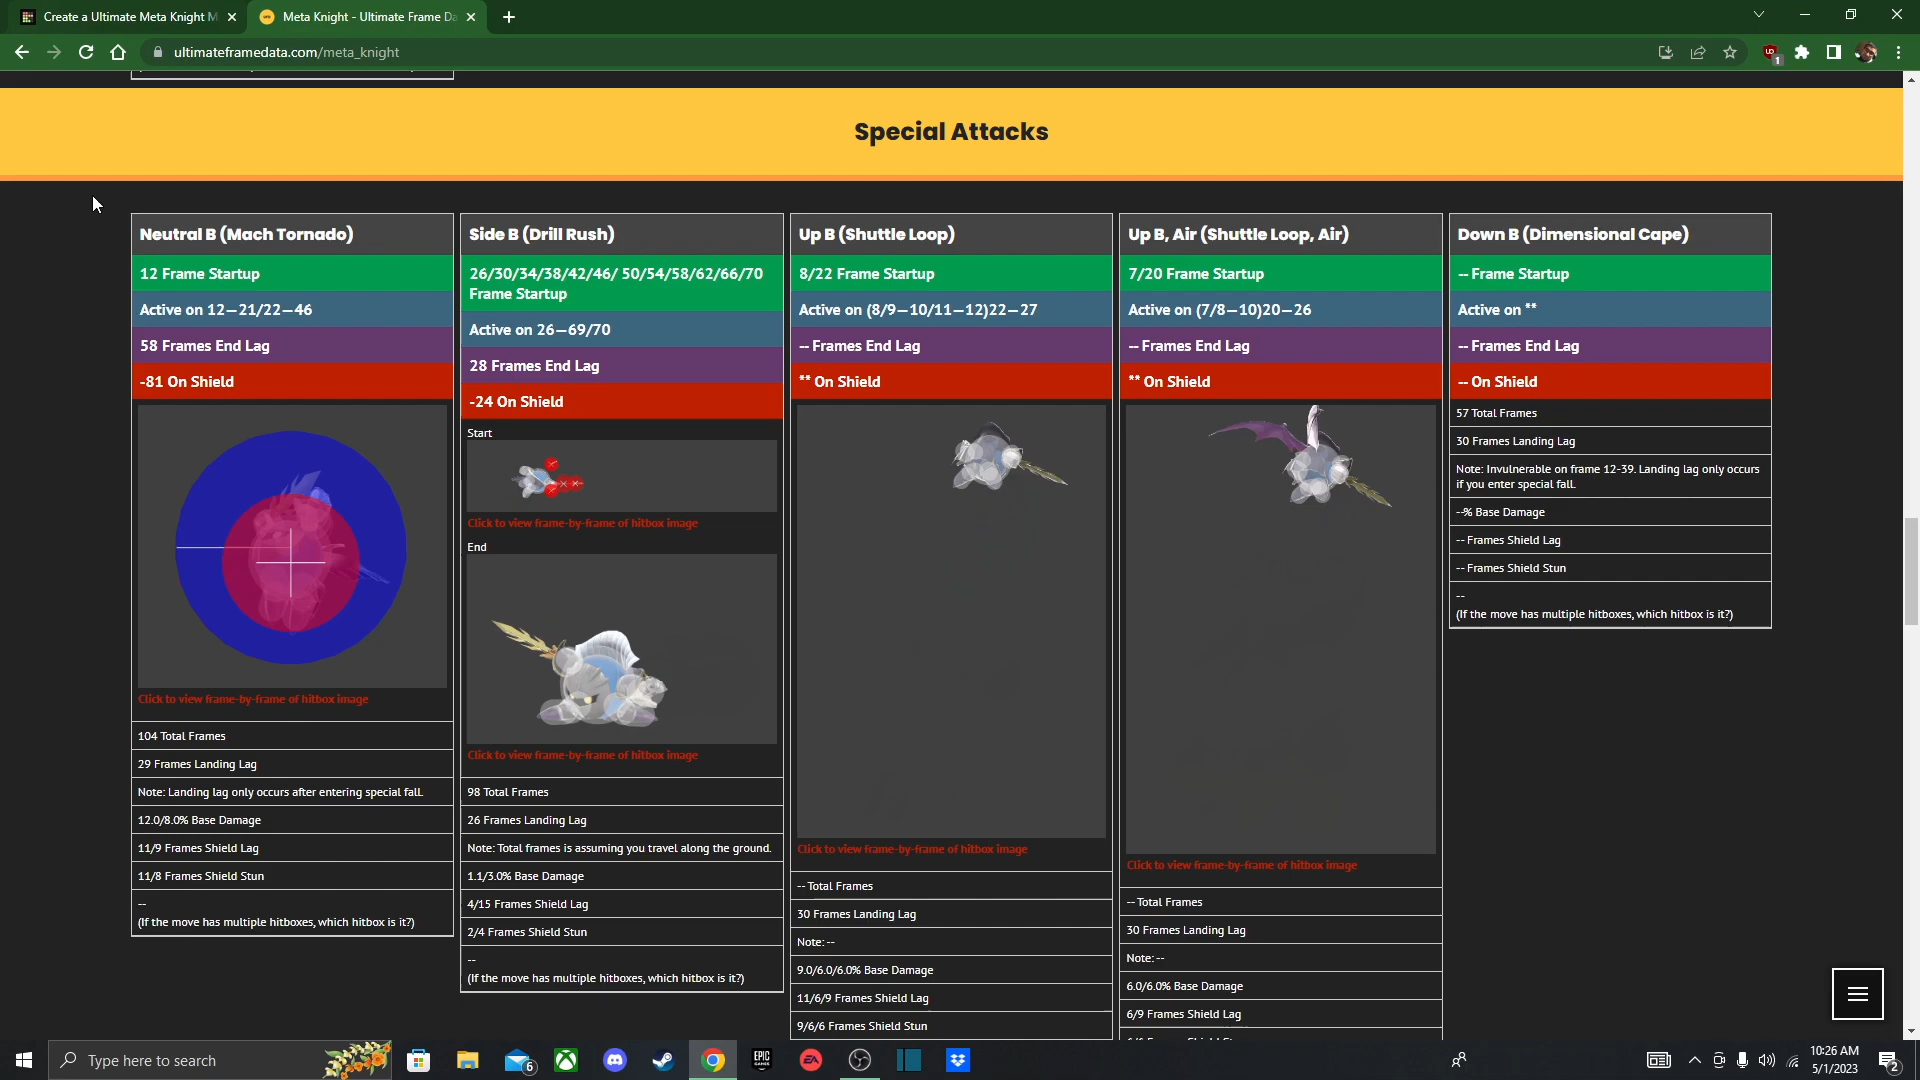 Create a Ultimate Meta Knight M
Meta Knight - Ultimate Frame Da
ultimateframedata.com/meta_knight
1
Special Attacks
Neutral B (Mach Tornado)
12 Frame Startup
Active on 12—21/22—46
58 Frames End Lag
-81 On Shield
Click to view frame-by-frame of hitbox image
104 Total Frames
29 Frames Landing Lag
Note: Landing lag only occurs after entering special fall.
12.0/8.0% Base Damage
11/9 Frames Shield Lag
11/8 Frames Shield Stun
--
(If the move has multiple hitboxes, which hitbox is it?)
Side B (Drill Rush)
26/30/34/38/42/46/ 50/54/58/62/66/70
Frame Startup
Active on 26—69/70
28 Frames End Lag
-24 On Shield
Start
Click to view frame-by-frame of hitbox image
End
Click to view frame-by-frame of hitbox image
98 Total Frames
26 Frames Landing Lag
Note: Total frames is assuming you travel along the ground.
1.1/3.0% Base Damage
4/15 Frames Shield Lag
2/4 Frames Shield Stun
--
(If the move has multiple hitboxes, which hitbox is it?)
Up B (Shuttle Loop)
8/22 Frame Startup
Active on (8/9—10/11—12)22—27
-- Frames End Lag
** On Shield
Click to view frame-by-frame of hitbox image
-- Total Frames
30 Frames Landing Lag
Note: --
9.0/6.0/6.0% Base Damage
11/6/9 Frames Shield Lag
9/6/6 Frames Shield Stun
Up B, Air (Shuttle Loop, Air)
7/20 Frame Startup
Active on (7/8—10)20—26
-- Frames End Lag
** On Shield
Click to view frame-by-frame of hitbox image
-- Total Frames
30 Frames Landing Lag
Note: --
6.0/6.0% Base Damage
6/9 Frames Shield Lag
Down B (Dimensional Cape)
-- Frame Startup
Active on **
-- Frames End Lag
-- On Shield
57 Total Frames
30 Frames Landing Lag
Note: Invulnerable on frame 12-39. Landing lag only occurs
if you enter special fall.
--% Base Damage
-- Frames Shield Lag
-- Frames Shield Stun
--
(If the move has multiple hitboxes, which hitbox is it?)
Type here to search
6
EPIC
GAMES
EA
10:26 AM
5/1/2023
2